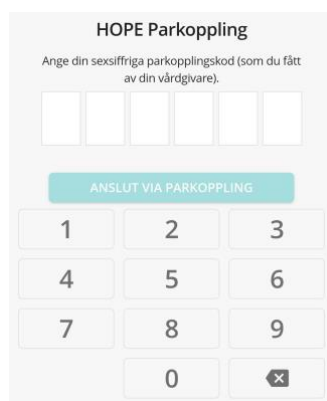 HOPE Parkoppling
Ange din sexsiffriga parkopplingskod (som du fått
av din vårdgivare).
ANSLUT VIA PARKOPPLING
1 2 3
4 5 6
7 8 9
0